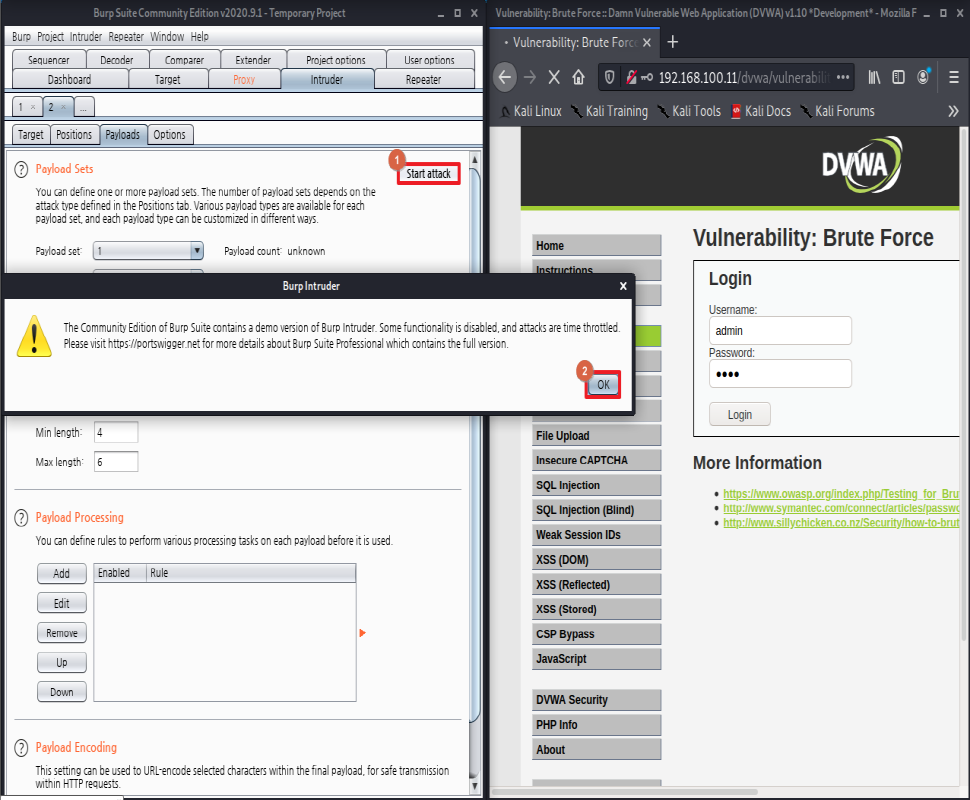 Burp Suite Community Edition v2020.9.1 - Temporary Project
Burp Project Intruder Repeater Window Help
Sequencer Decoder Comparer Extender Project options User options
Dashboard Target Proxy Intruder Repeater
1 × 2 × ...
Target Positions Payloads Options
? Payload Sets
1
Start attack
You can define one or more payload sets. The number of payload sets depends on the
attack type defined in the Positions tab. Various payload types are available for each
payload set, and each payload type can be customized in different ways.
Payload set: 1 Payload count: unknown
Burp Intruder X
The Community Edition of Burp Suite contains a demo version of Burp Intruder. Some functionality is disabled, and attacks are time throttled.
Please visit https://portswigger.net for more details about Burp Suite Professional which contains the full version.
2
OK
Min length: 4
Max length: 6
? Payload Processing
You can define rules to perform various processing tasks on each payload before it is used.
Add Enabled Rule
Edit
Remove
Up
Down
? Payload Encoding
This setting can be used to URL-encode selected characters within the final payload, for safe transmission
within HTTP requests.
Vulnerability: Brute Force :: Damn Vulnerable Web Application (DVWA) v1.10 *Development* - Mozilla F
Vulnerability: Brute Force
192.168.100.11/dvwa/vulnerabili
Kali Linux Kali Training Kali Tools Kali Docs Kali Forums
DVWA
Home
Instructions
File Upload
Insecure CAPTCHA
SQL Injection
SQL Injection (Blind)
Weak Session IDs
XSS (DOM)
XSS (Reflected)
XSS (Stored)
CSP Bypass
JavaScript
DVWA Security
PHP Info
About
Vulnerability: Brute Force
Login
Username:
admin
Password:
••••
Login
More Information
https://www.owasp.org/index.php/Testing_for_Bru
http://www.symantec.com/connect/articles/passwo
http://www.sillychicken.co.nz/Security/how-to-brut